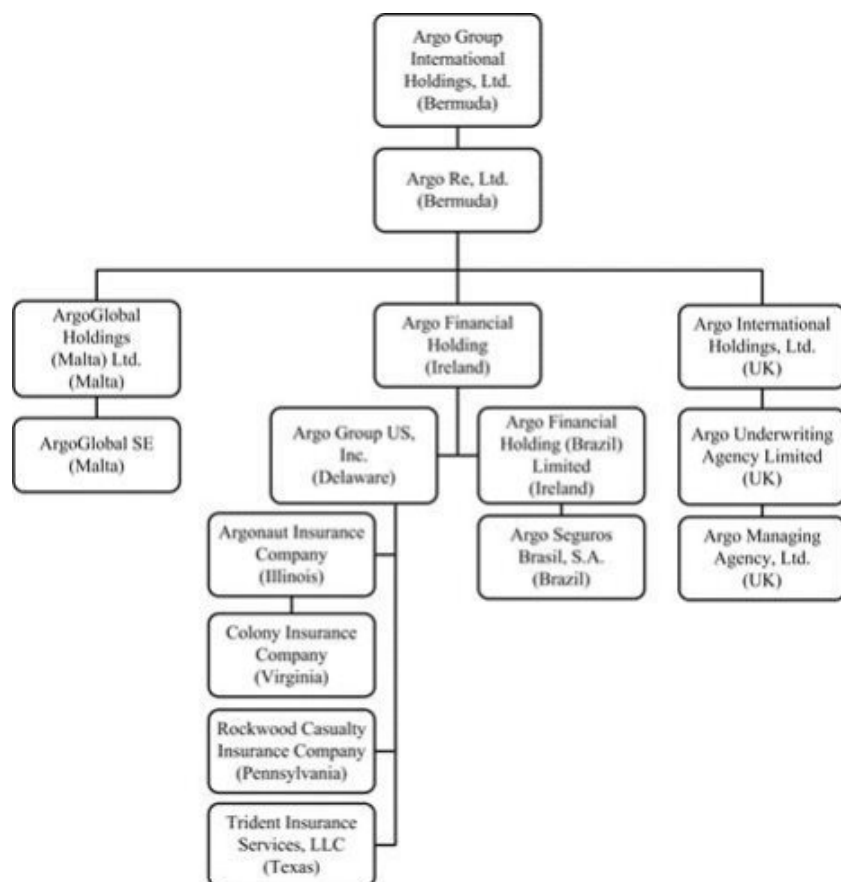 Argo Group
International
Holdings, Ltd.
(Bermuda)
Argo Re, Ltd.
(Bermuda)
ArgoGlobal
Holdings
(Malta) Ltd.
(Malta)
Argo Financial
Holding
(Ireland)
Argo International
Holdings, Ltd.
(UK)
ArgoGlobal SE
(Malta)
Argo Group US,
Inc.
(Delaware)
Argo Financial
Holding (Brazil)
Limited
(Ireland)
Argo Underwriting
Agency Limited
(UK)
Argonaut Insurance
Company
(Illinois)
Argo Seguros
Brasil, S.A.
(Brazil)
Argo Managing
Agency, Ltd.
(UK)
Colony Insurance
Company
(Virginia)
Rockwood Casualty
Insurance Company
(Pennsylvania)
Trident Insurance
Services, LLC
(Texas)